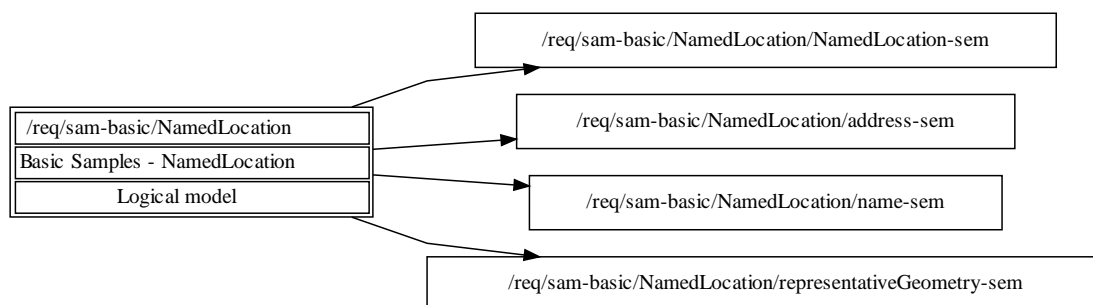 /req/sam-basic/NamedLocation/NamedLocation-sem
/req/sam-basic/NamedLocation
Basic Samples - NamedLocation
Logical model
/req/sam-basic/NamedLocation/address-sem
/req/sam-basic/NamedLocation/name-sem
/req/sam-basic/NamedLocation/representativeGeometry-sem